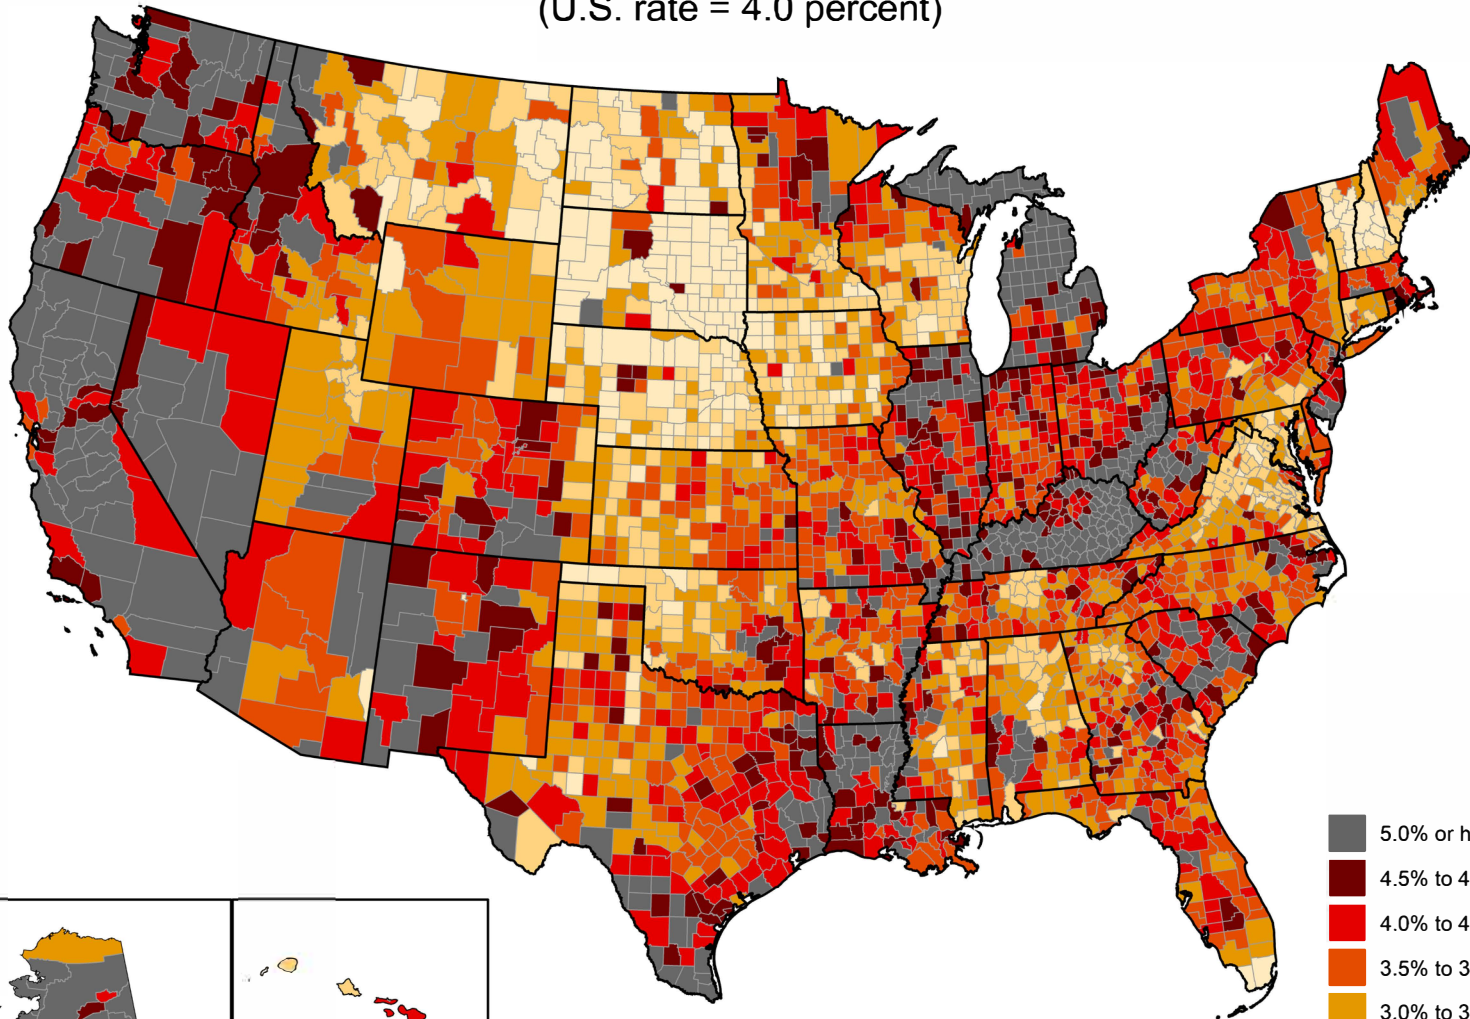 (U.S. rate = 4.0 percent)
5.0% or h
4.5% to 4
4.0% to 4
3.5% to 3
3.0% to 3